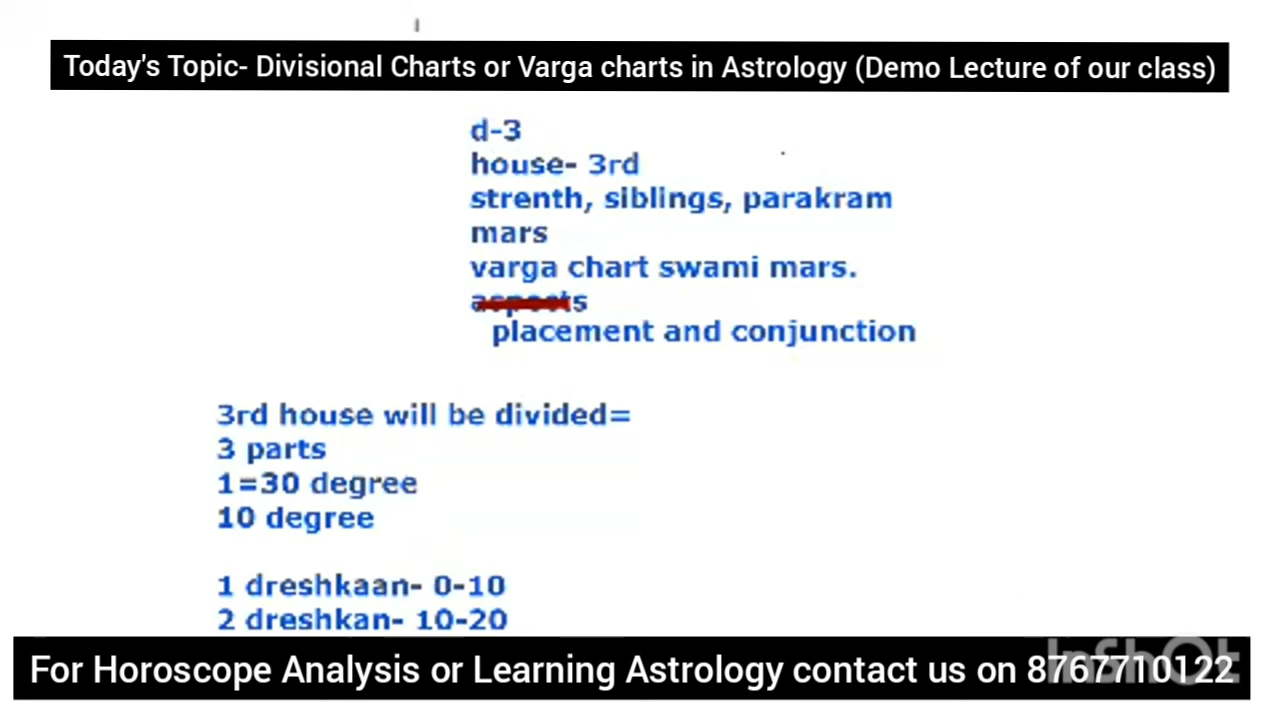 Today's Topic- Divisional Charts or Varga charts in Astrology (Demo Lecture of our class)
d-3
house- 3rd
strenth, siblings, parakram
mars
varga chart swami mars.
aspects
placement and conjunction
3rd house will be divided=
3 parts
1=30 degree
10 degree
1 dreshkaan- 0-10
2 dreshkan- 10-20
InShOt
For Horoscope Analysis or Learning Astrology contact us on 8767710122